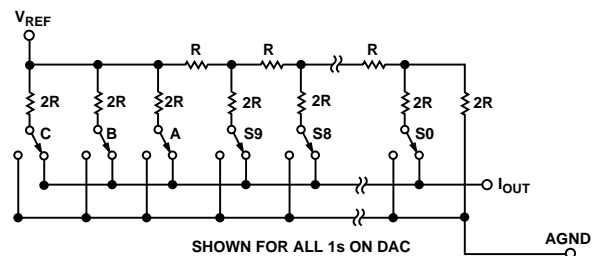 VREF
R R R
2R 2R 2R 2R 2R 2R 2R
C B A S9 S8 S0
IOUT
SHOWN FOR ALL 1s ON DAC
AGND